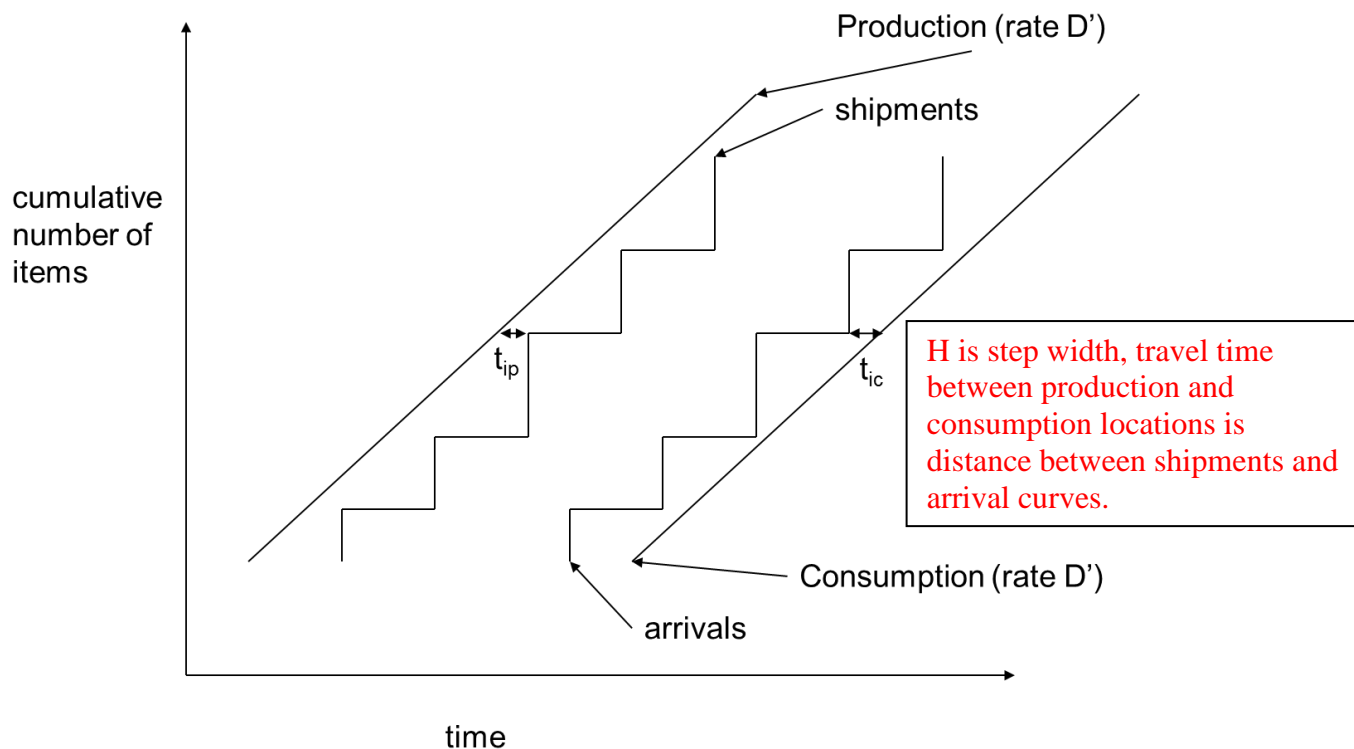 Production (rate D’)
shipments
cumulative
number of
items
t_ip
t_ic
H is step width, travel time
between production and
consumption locations is
distance between shipments and
arrival curves.
Consumption (rate D’)
arrivals
time